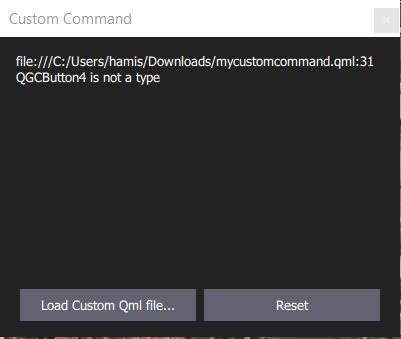 Custom Command
file:///C:/Users/hamis/Downloads/mycustomcommand.qml:31
QGCButton4 is not a type
Load Custom Qml file...
Reset